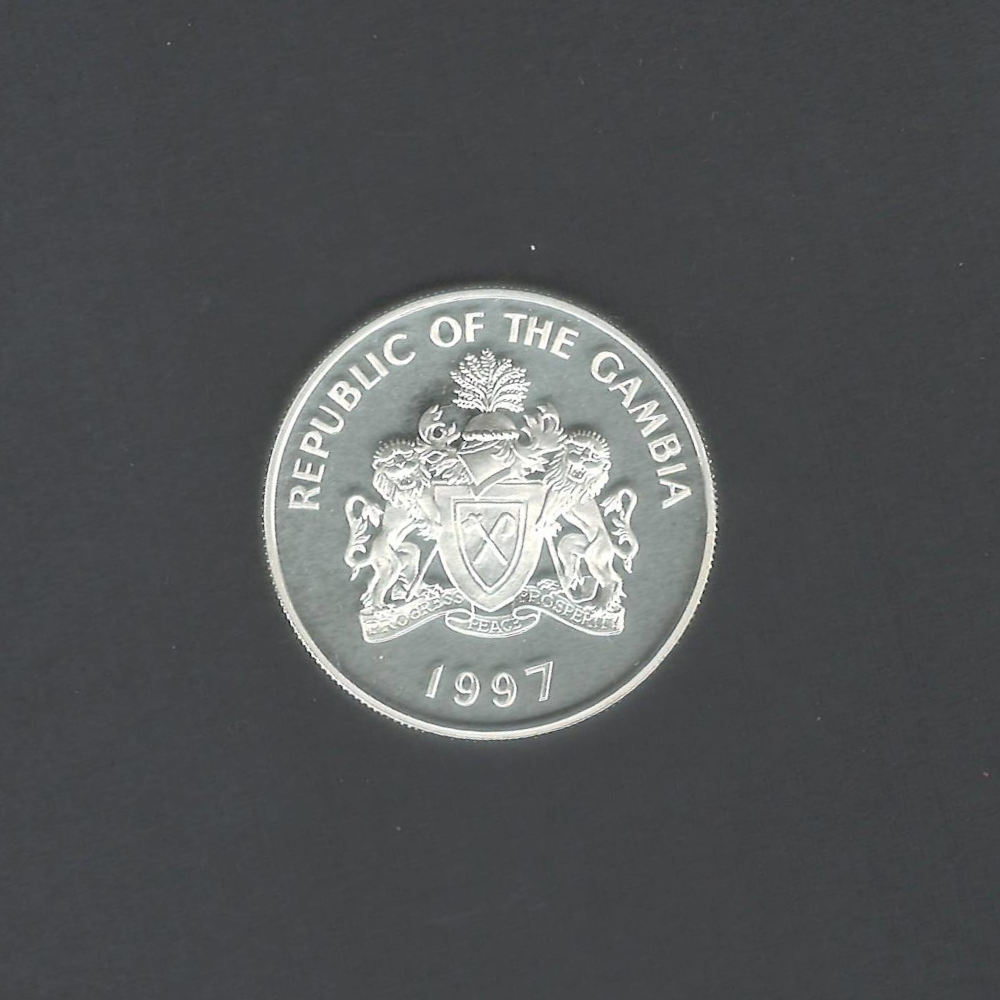 REPUBLIC OF THE GAMBIA
PROGRESS PEACE PROSPERITY
1997